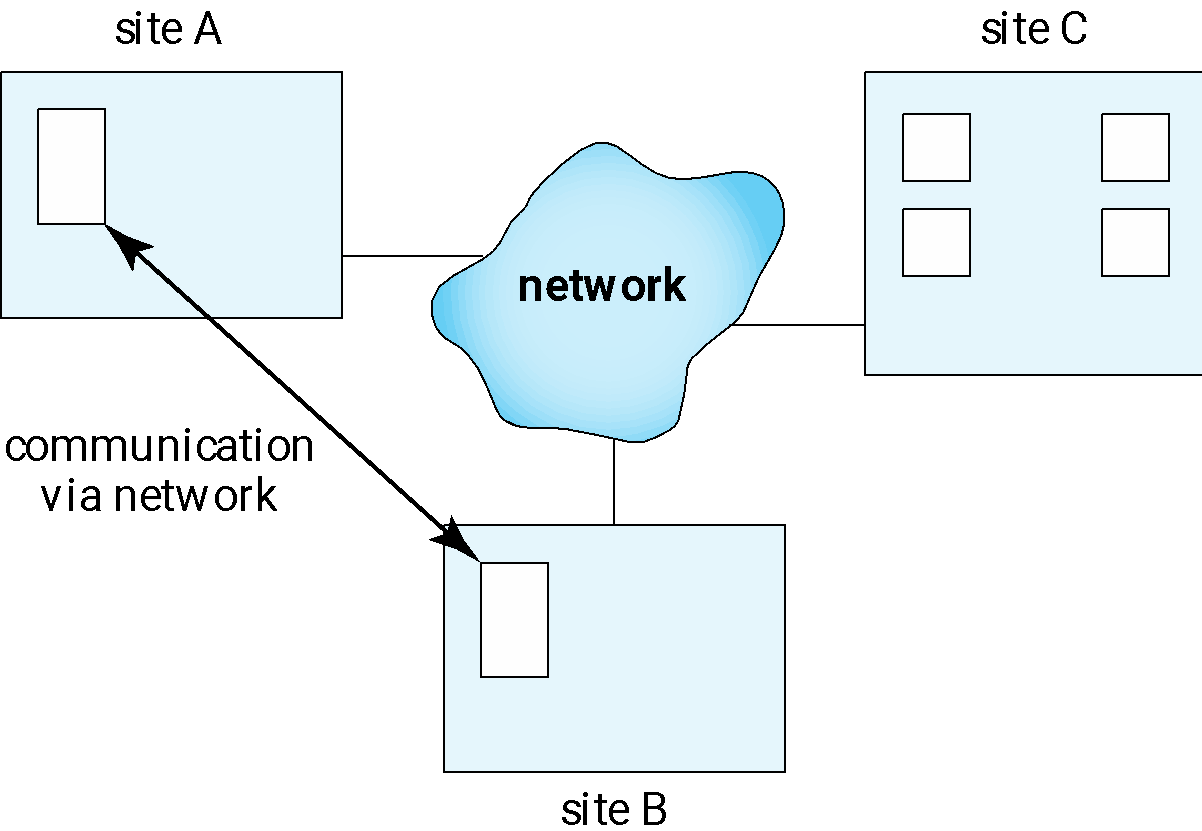 site A
site C
network
communication
via network
site B